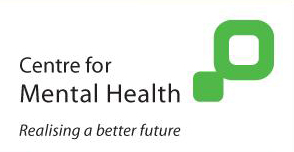 Centre for
Mental Health
Realising a better future